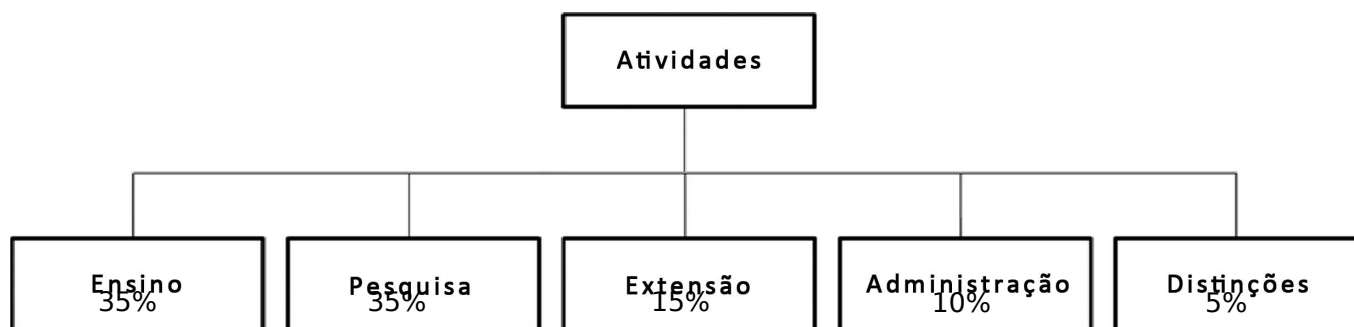 Atividades
Ensino
35%
Pesquisa
35%
Extensão
15%
Administração
10%
Distinções
5%